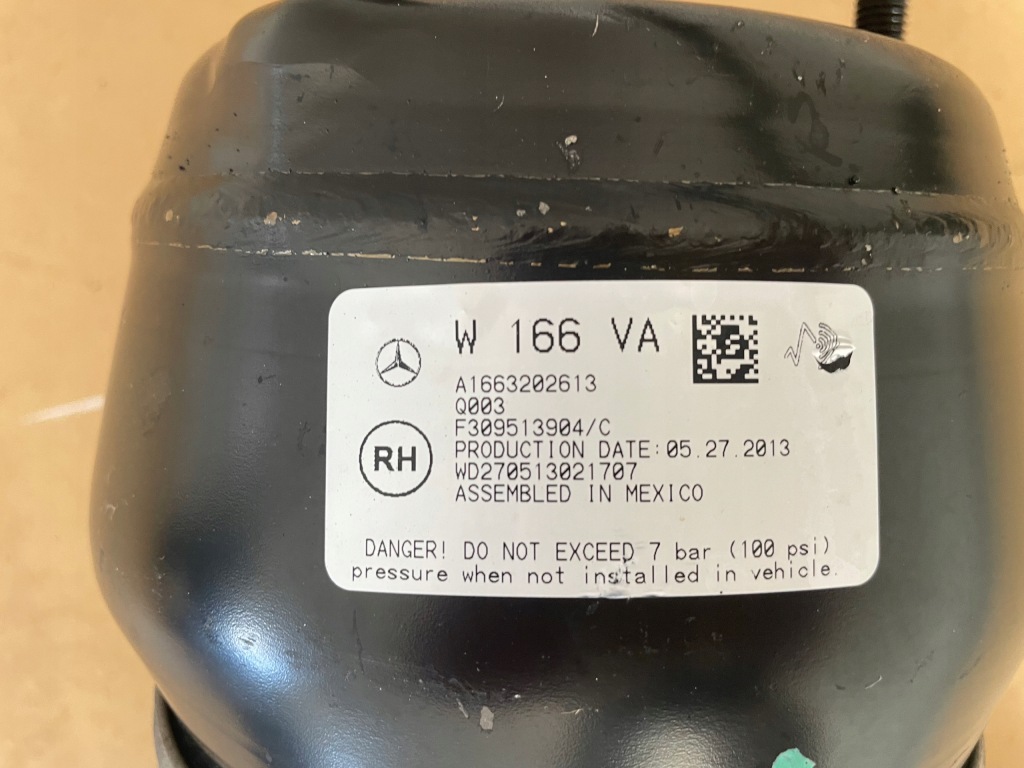 W 166 VA
A1663202613
Q003
F309513904/C
RH
PRODUCTION DATE: 05.27.2013
WD270513021707
ASSEMBLED IN MEXICO
DANGER! DO NOT EXCEED 7 bar (100 psi)
pressure when not installed in vehicle.